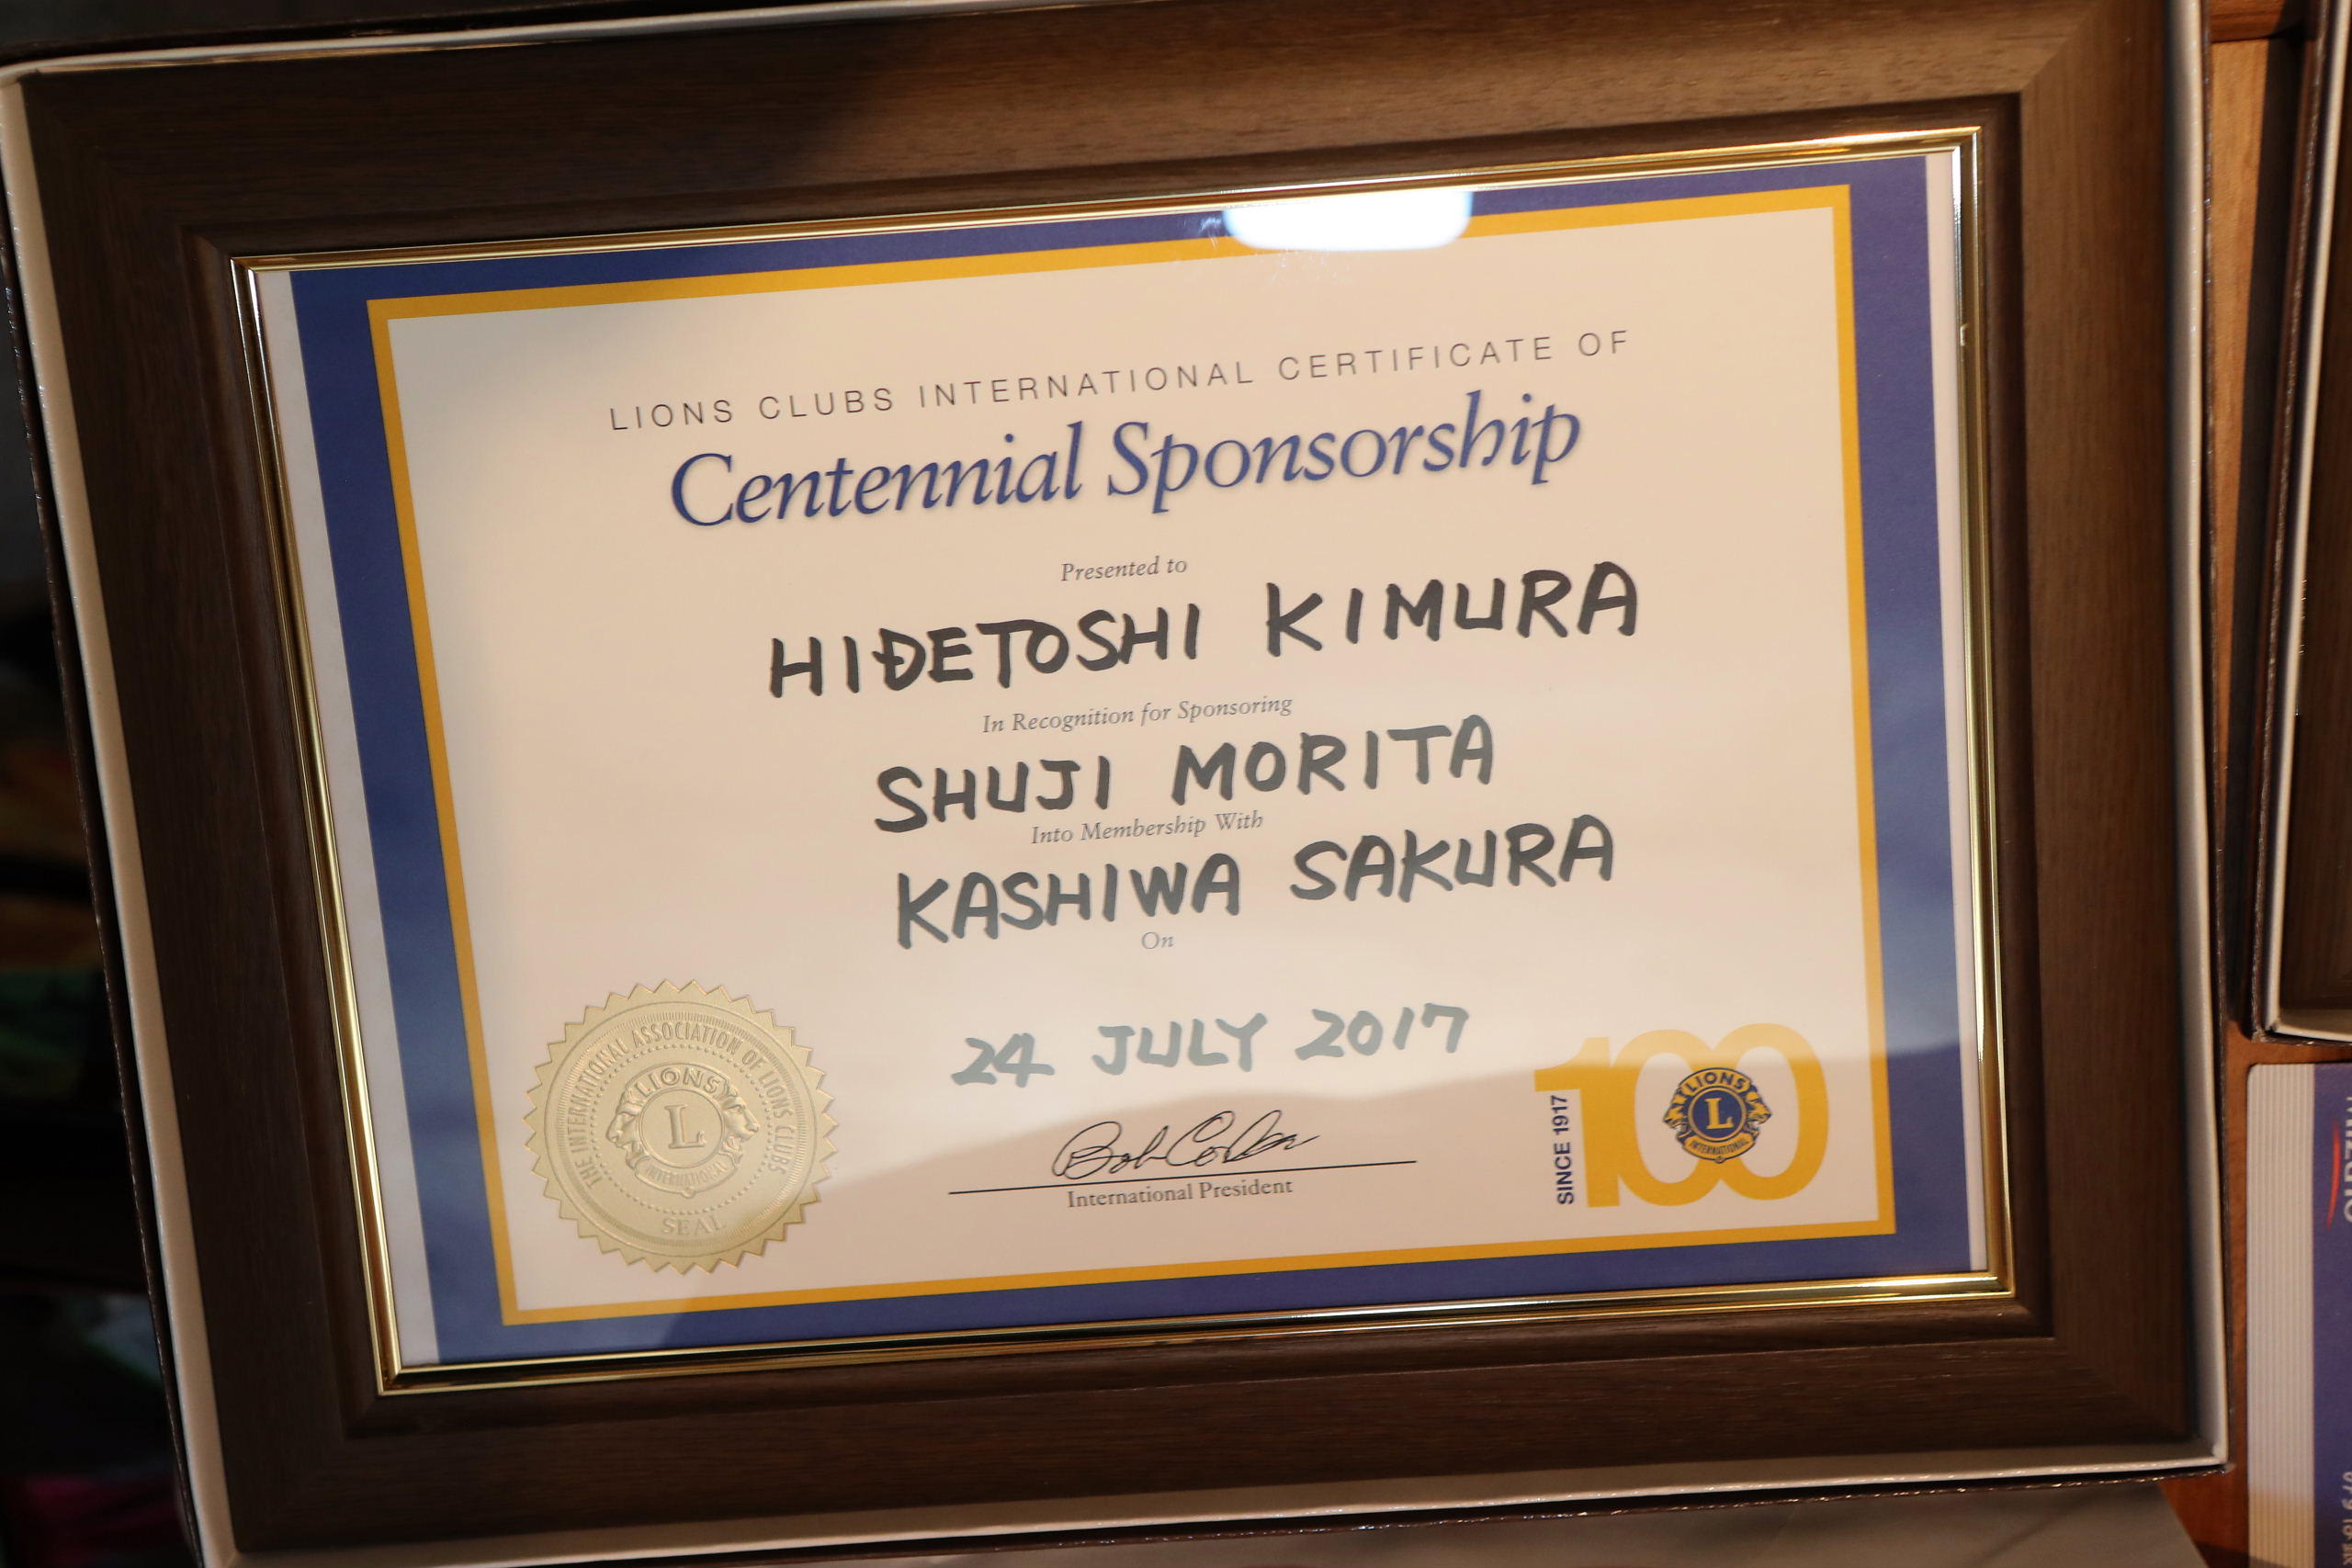 LIONS CLUBS INTERNATIONAL CERTIFICATE OF
Centennial Sponsorship
Presented to
HIDETOSHI KIMURA
In Recognition for Sponsoring
SHUJI MORITA
Into Membership With
KASHIWA SAKURA
On
24 JULY 2017
International President
THE INTERNATIONAL ASSOCIATION OF LIONS CLUBS
LIONS
L
INTERNATIONAL
SEAL
SINCE 1917
100
LIONS
L
INTERNATIONAL